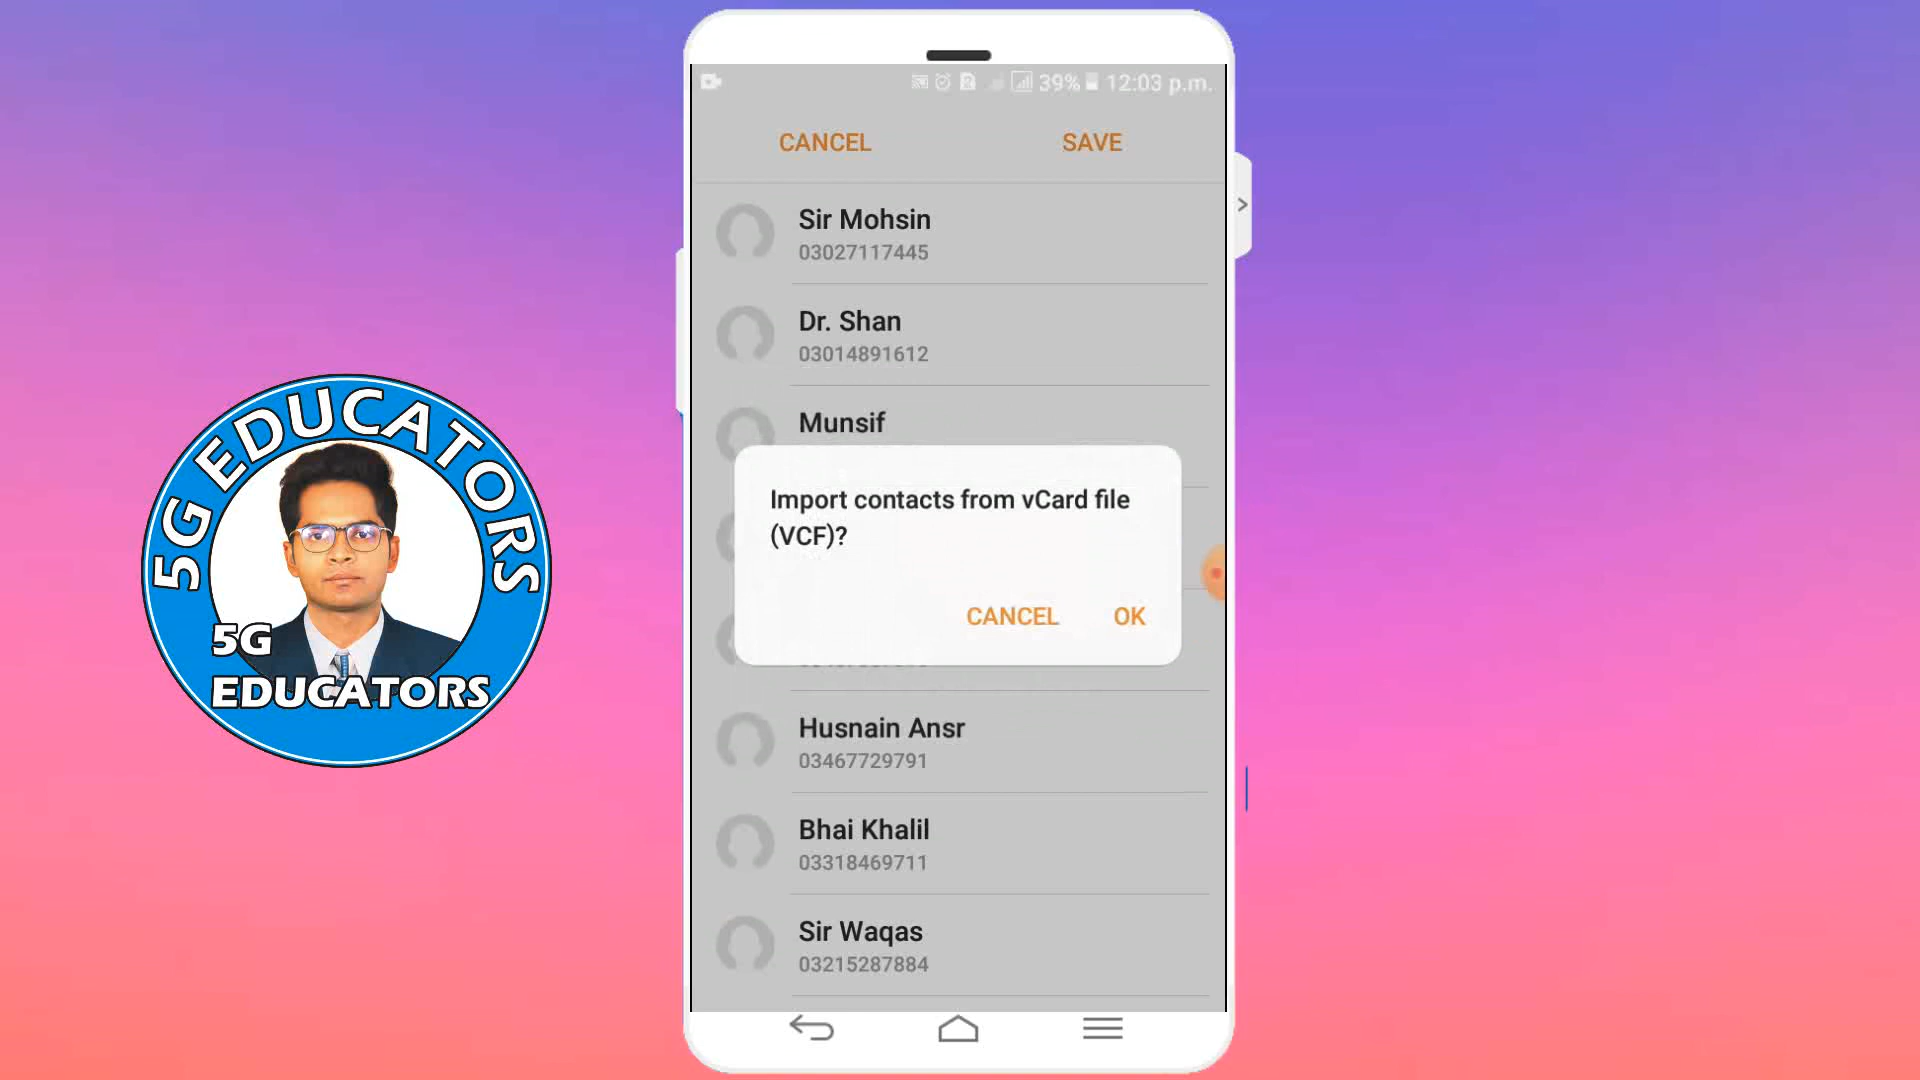 5G EDUCATORS
5G
EDUCATORS
39% 12:03 p.m.
CANCEL SAVE
Sir Mohsin
03027117445
Dr. Shan
03014891612
Munsif
Import contacts from vCard file
(VCF)?
CANCEL OK
Husnain Ansr
03467729791
Bhai Khalil
03318469711
Sir Waqas
03215287884